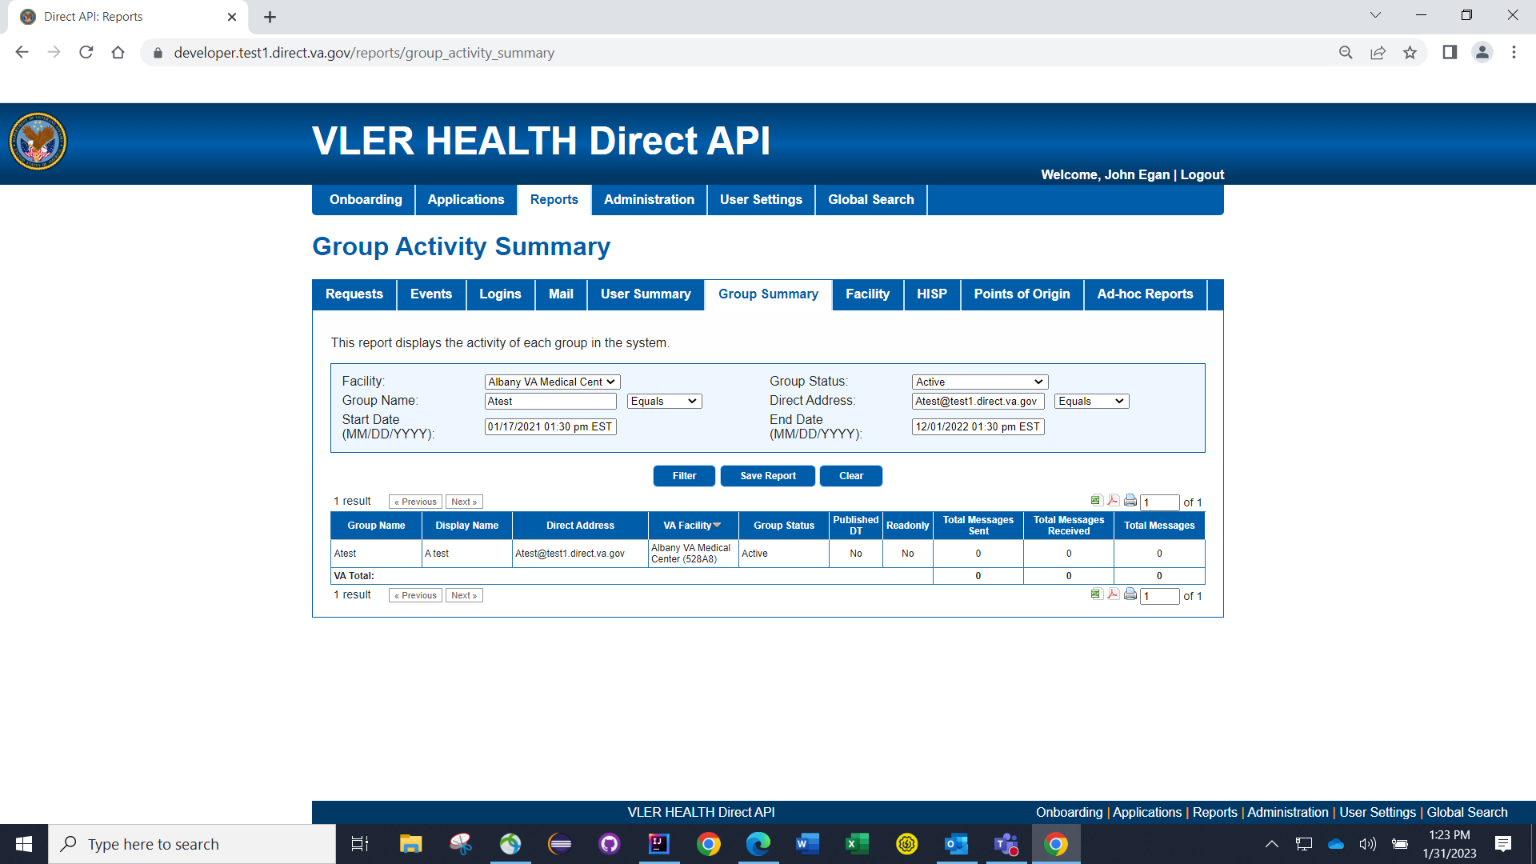 Direct API: Reports
developer.test1.direct.va.gov/reports/group_activity_summary
VLER HEALTH Direct API
Welcome, John Egan | Logout
Onboarding Applications Reports Administration User Settings Global Search
Group Activity Summary
Requests Events Logins Mail User Summary Group Summary Facility HISP Points of Origin Ad-hoc Reports
This report displays the activity of each group in the system.
Facility: Albany VA Medical Cent Group Status: Active
Group Name: Atest Equals Direct Address: Atest@test1.direct.va.gov Equals
Start Date (MM/DD/YYYY): 01/17/2021 01:30 pm EST End Date (MM/DD/YYYY): 12/01/2022 01:30 pm EST
Filter Save Report Clear
1 result « Previous Next » 1 of 1
Group Name Display Name Direct Address VA Facility Group Status Published DT Readonly Total Messages Sent Total Messages Received Total Messages
Atest A test Atest@test1.direct.va.gov Albany VA Medical Center (528A8) Active No No 0 0 0
VA Total: 0 0 0
1 result « Previous Next » 1 of 1
VLER HEALTH Direct API Onboarding | Applications | Reports | Administration | User Settings | Global Search
Type here to search
1:23 PM
1/31/2023